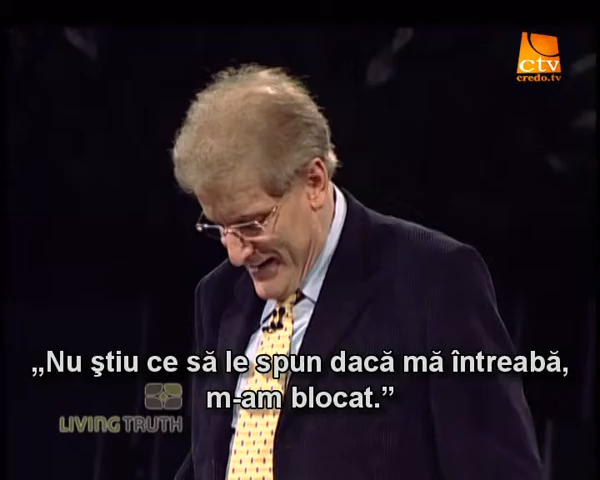 ctv
credo.tv
„Nu ştiu ce să le spun dacă mă întreabă,
m-am blocat.”
LIVING TRUTH